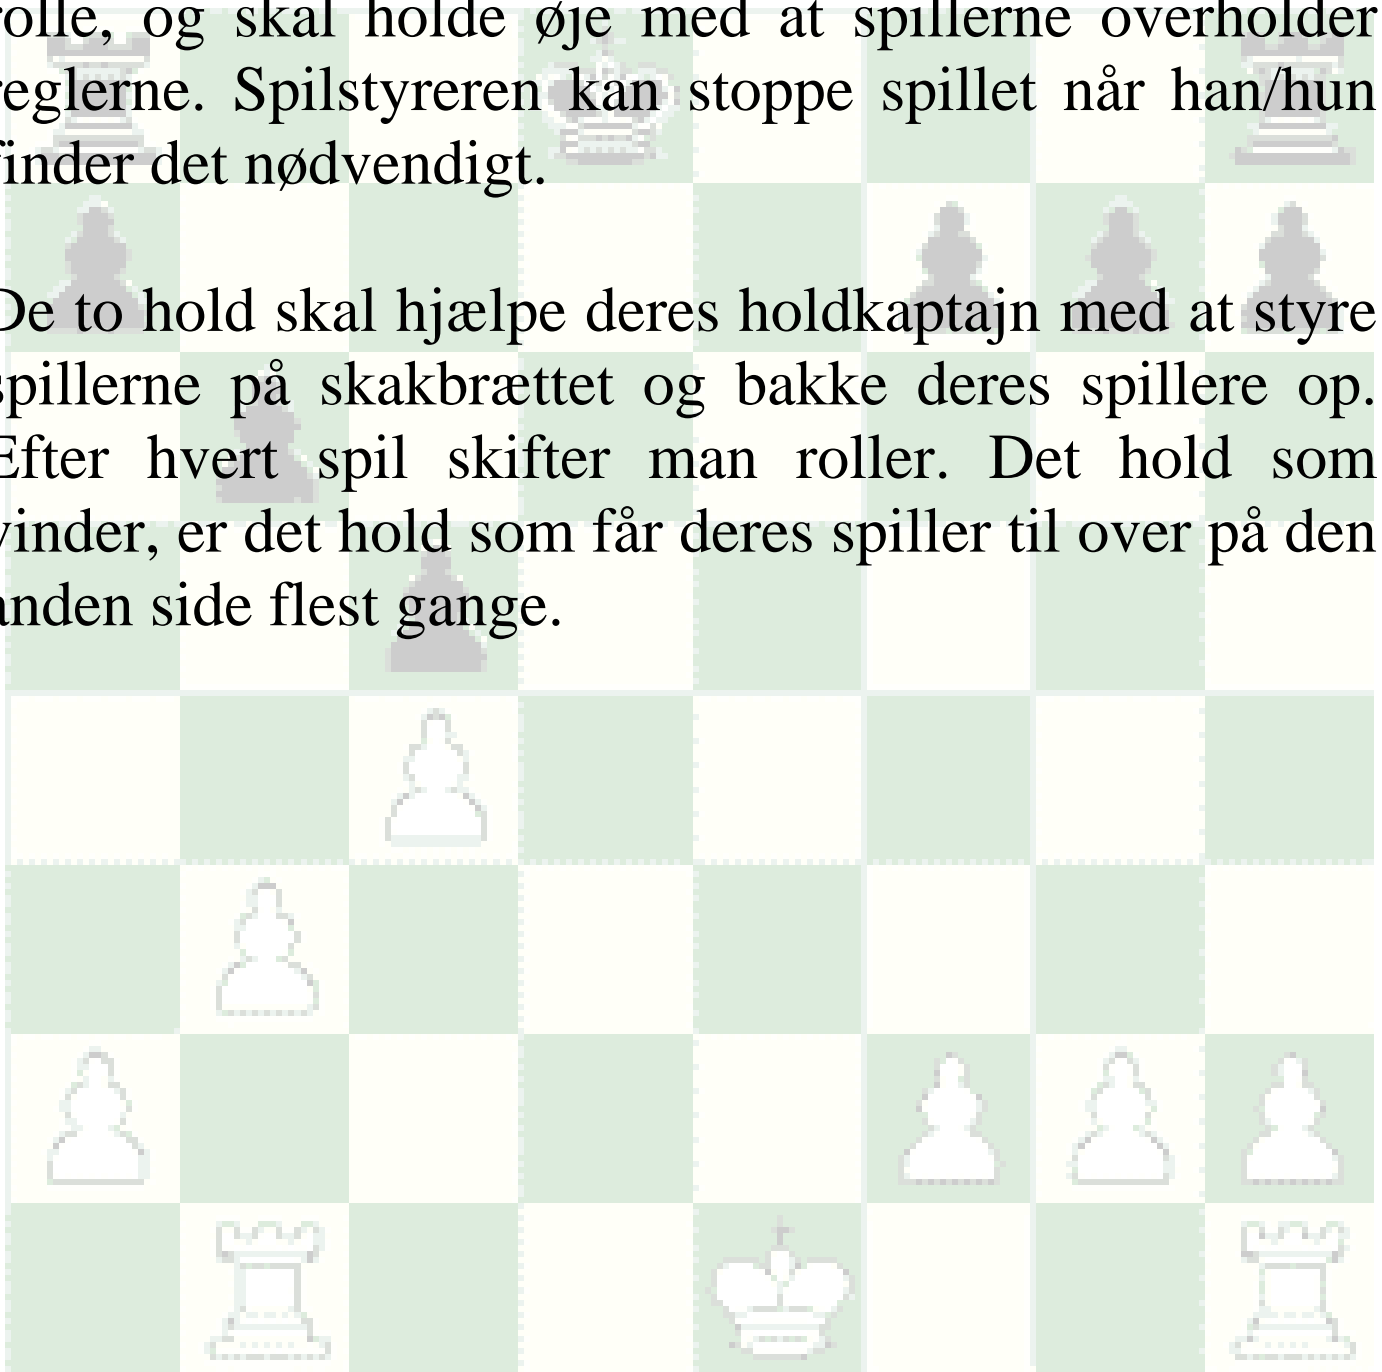 rolle, og skal holde øje med at spillerne overholder
reglerne. Spilstyreren kan stoppe spillet når han/hun
finder det nødvendigt.
De to hold skal hjælpe deres holdkaptajn med at styre
spillerne på skakbrættet og bakke deres spillere op.
Efter hvert spil skifter man roller. Det hold som
vinder, er det hold som får deres spiller til over på den
anden side flest gange.